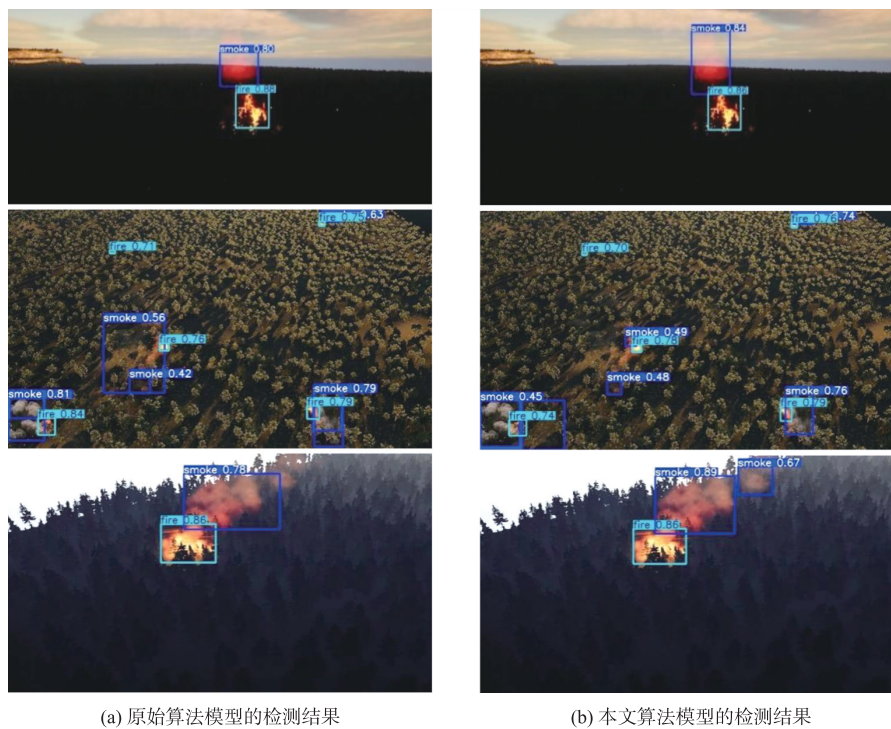 smoke 0.80
fire 0.86
smoke 0.84
fire 0.86
fire 0.75
0.63
fire 0.71
smoke 0.56
fire 0.76
smoke 0.42
smoke 0.81
fire 0.84
smoke 0.79
fire 0.79
fire 0.76
0.74
fire 0.70
smoke 0.49
fire 0.78
smoke 0.48
smoke 0.45
fire 0.74
smoke 0.76
fire 0.79
smoke 0.78
fire 0.86
smoke 0.67
smoke 0.89
fire 0.86
(a) 原始算法模型的检测结果
(b) 本文算法模型的检测结果